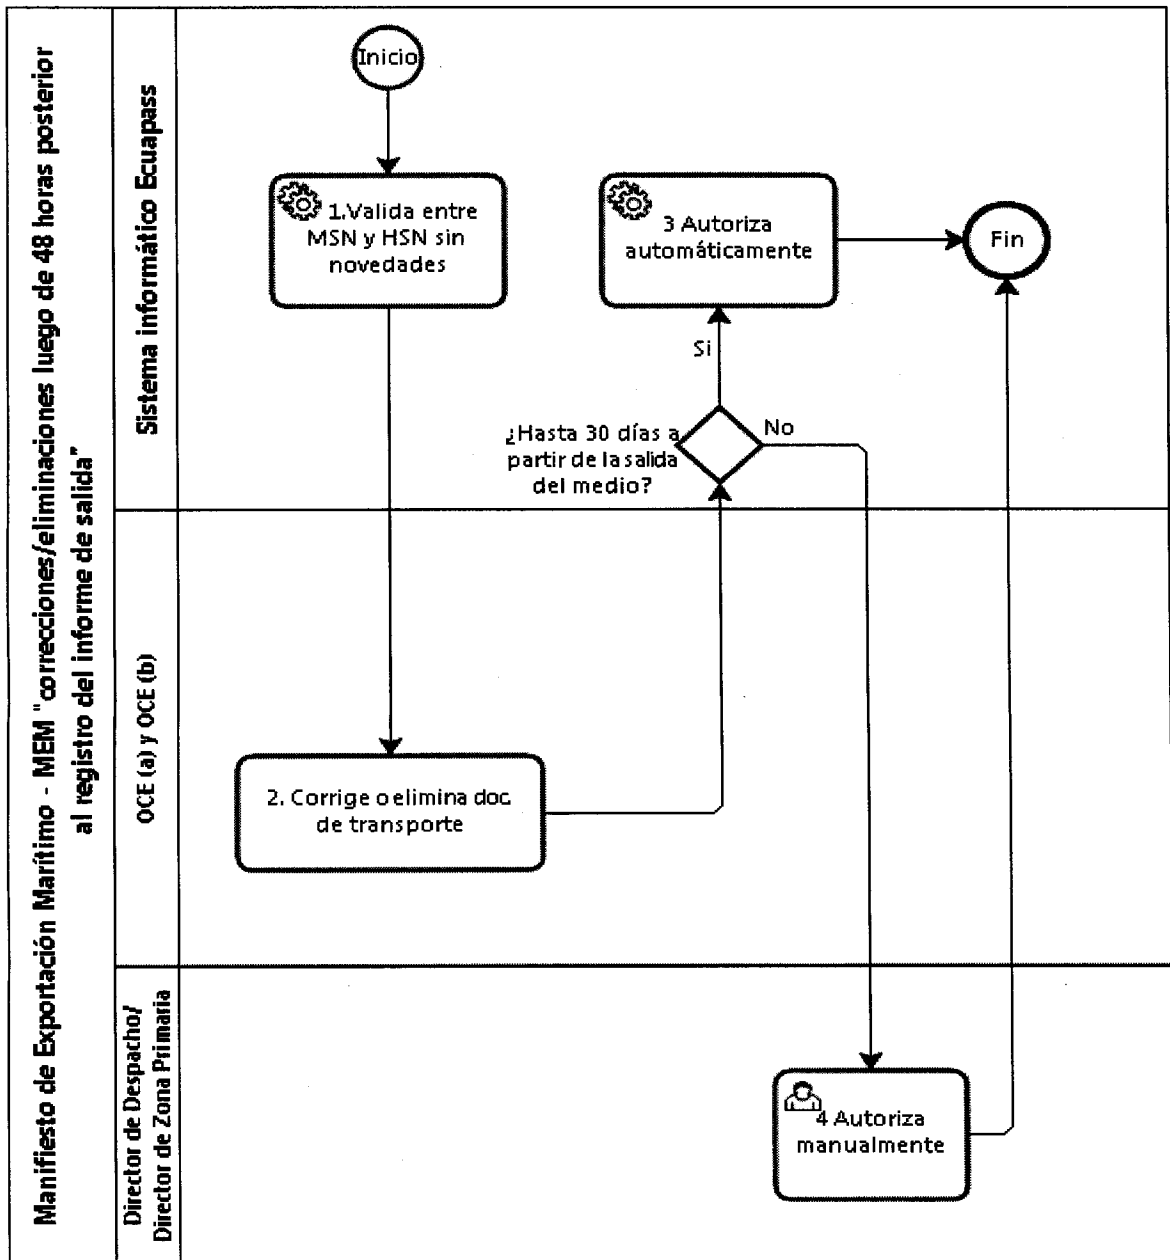 Manifiesto de Exportación Marítimo - MEM "correcciones/eliminaciones luego de 48 horas posterior
al registro del informe de salida"
Sistema informático Ecuapass
Inicio
1.Valida entre
MSN y HSN sin
novedades
3 Autoriza
automáticamente
Fin
Si
¿Hasta 30 días a
partir de la salida
del medio?
No
OCE (a) y OCE (b)
2. Corrige o elimina doc.
de transporte
Director de Despacho/
Director de Zona Primaria
4 Autoriza
manualmente